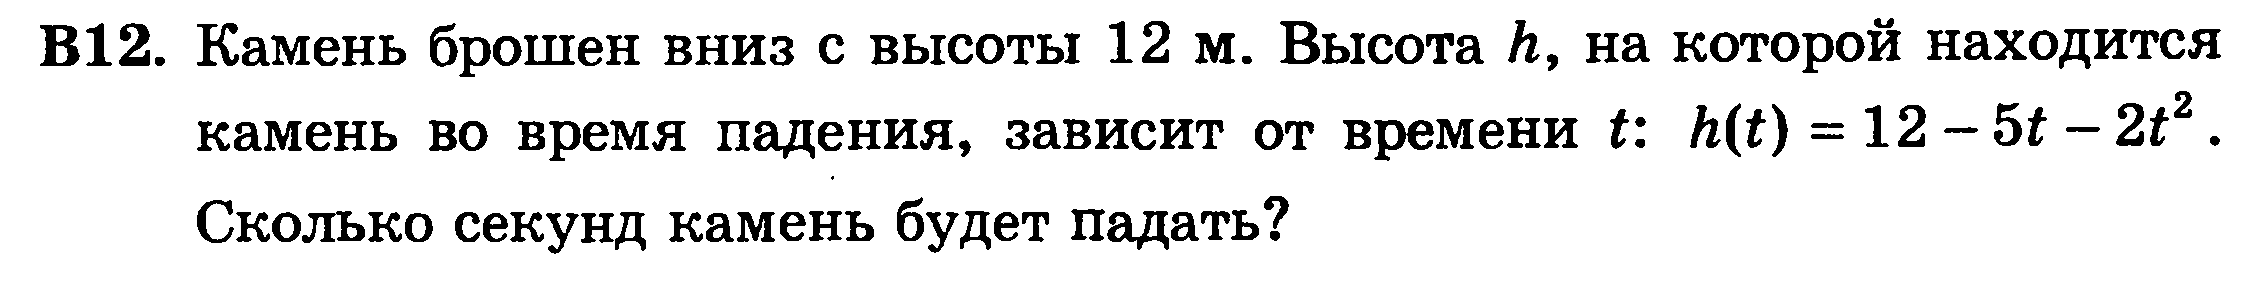 В12. Камень брошен вниз с высоты 12 м. Высота h, на которой находится
камень во время падения, зависит от времени t: h(t) = 12 – 5t – 2t².
Сколько секунд камень будет падать?